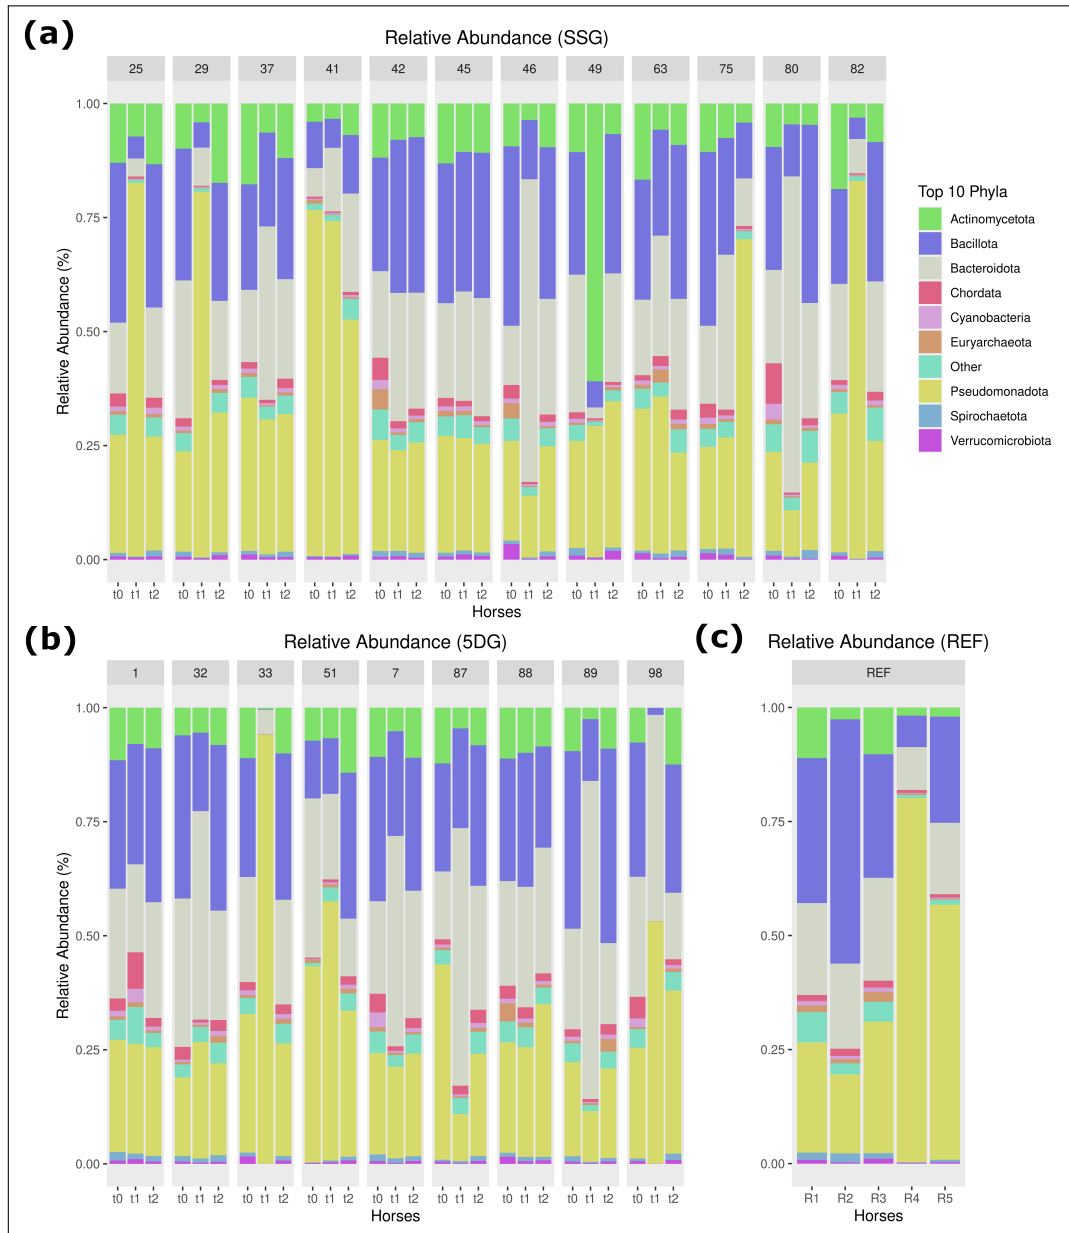 (a)
Relative Abundance (SSG)
25 29 37 41 42 45 46 49 63 75 80 82
1.00
0.75
0.50
0.25
0.00
Relative Abundance (%)
t0 t1 t2 t0 t1 t2 t0 t1 t2 t0 t1 t2 t0 t1 t2 t0 t1 t2 t0 t1 t2 t0 t1 t2 t0 t1 t2 t0 t1 t2 t0 t1 t2 t0 t1 t2
Horses
Top 10 Phyla
Actinomycetota
Bacillota
Bacteroidota
Chordata
Cyanobacteria
Euryarchaeota
Other
Pseudomonadota
Spirochaetota
Verrucomicrobiota
(b)
Relative Abundance (5DG)
1 32 33 51 7 87 88 89 98
1.00
0.75
0.50
0.25
0.00
Relative Abundance (%)
t0 t1 t2 t0 t1 t2 t0 t1 t2 t0 t1 t2 t0 t1 t2 t0 t1 t2 t0 t1 t2 t0 t1 t2 t0 t1 t2
Horses
(c)
Relative Abundance (REF)
REF
1.00
0.75
0.50
0.25
0.00
R1 R2 R3 R4 R5
Horses